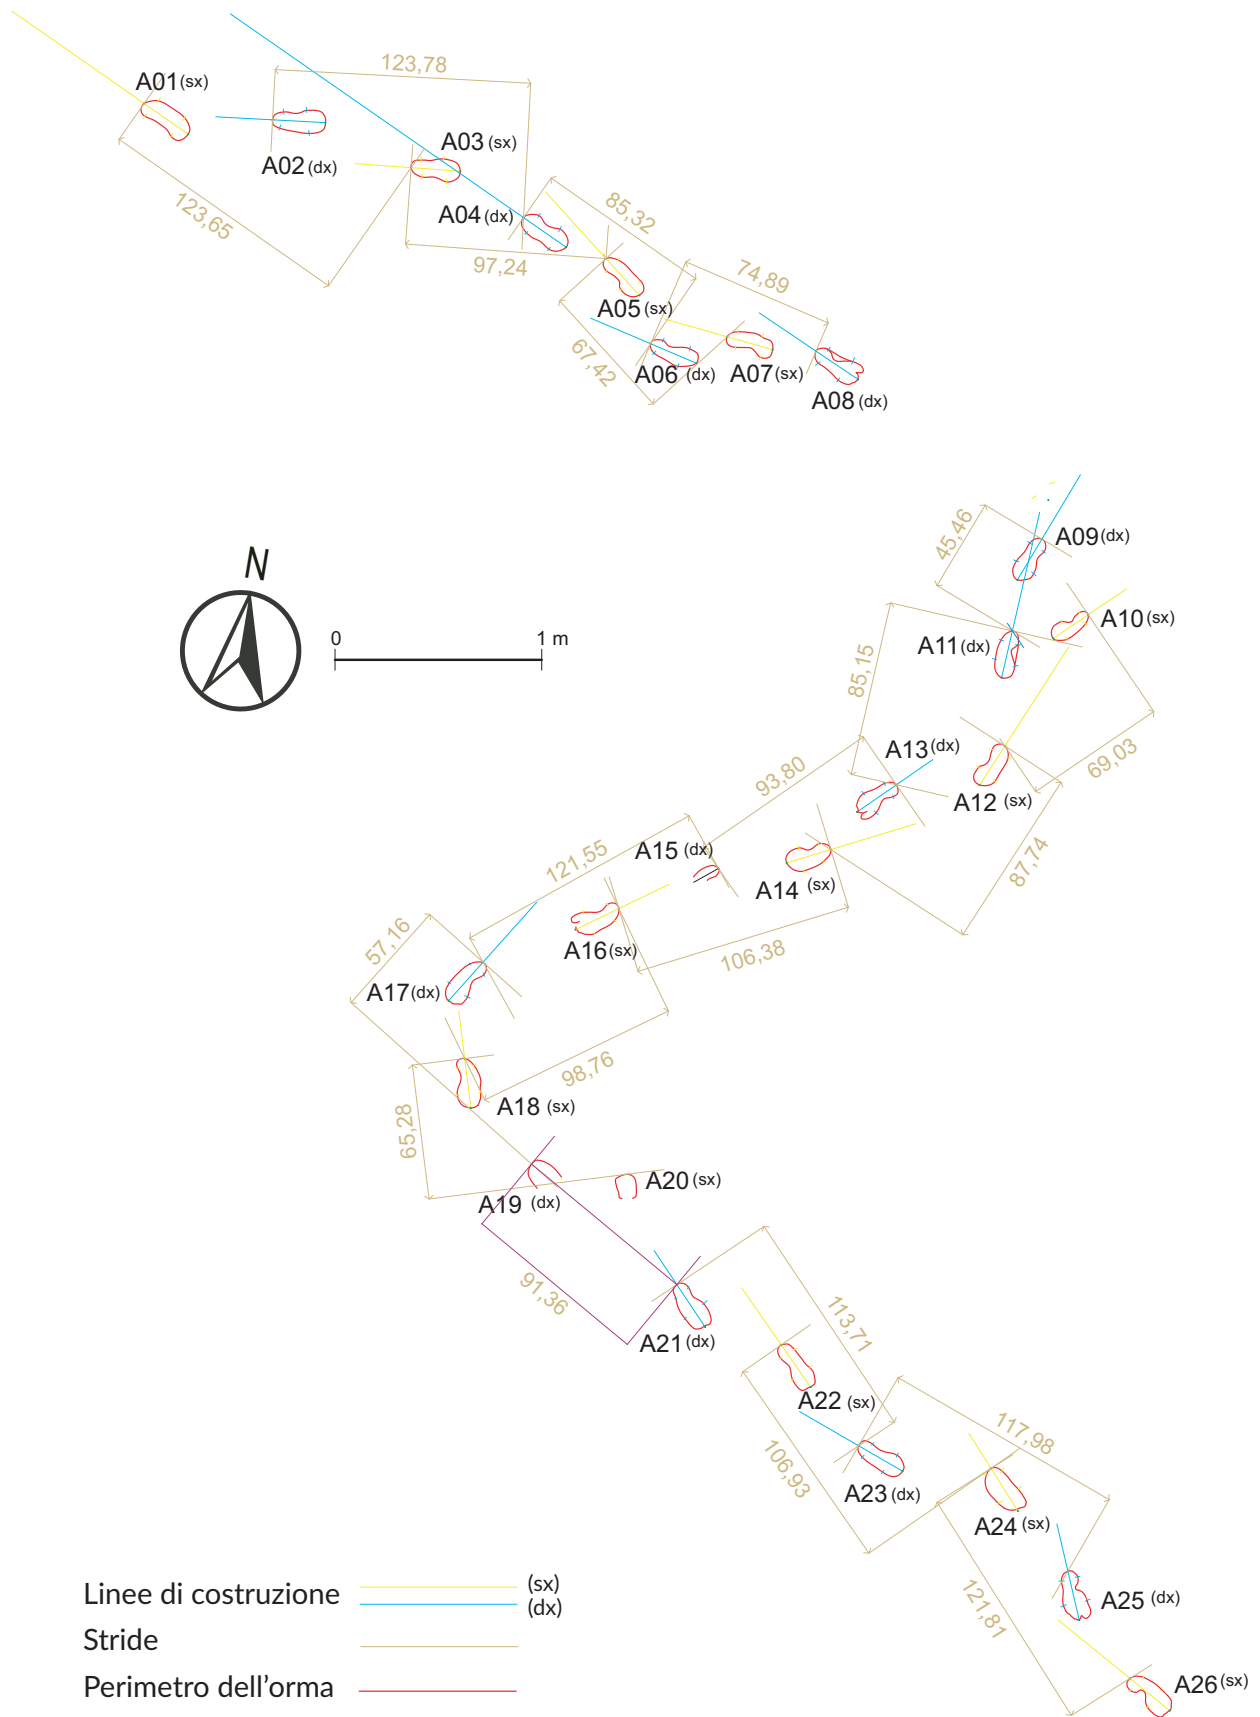 123,78
A01 (sx)
A02 (dx)
A03 (sx)
123,65
A04 (dx)
85,32
97,24
A05 (sx)
74,89
67,42
A06 (dx)
A07 (sx)
A08 (dx)
N
0 1 m
45,46
A09 (dx)
A10 (sx)
A11 (dx)
85,15
69,03
A12 (sx)
A13 (dx)
93,80
87,74
A14 (sx)
A15 (dx)
121,55
106,38
A16 (sx)
57,16
A17 (dx)
98,76
A18 (sx)
65,28
A19 (dx)
A20 (sx)
91,36
A21 (dx)
113,71
A22 (sx)
106,93
A23 (dx)
117,98
A24 (sx)
121,81
A25 (dx)
A26 (sx)
Linee di costruzione (sx)
(dx)
Stride
Perimetro dell’orma